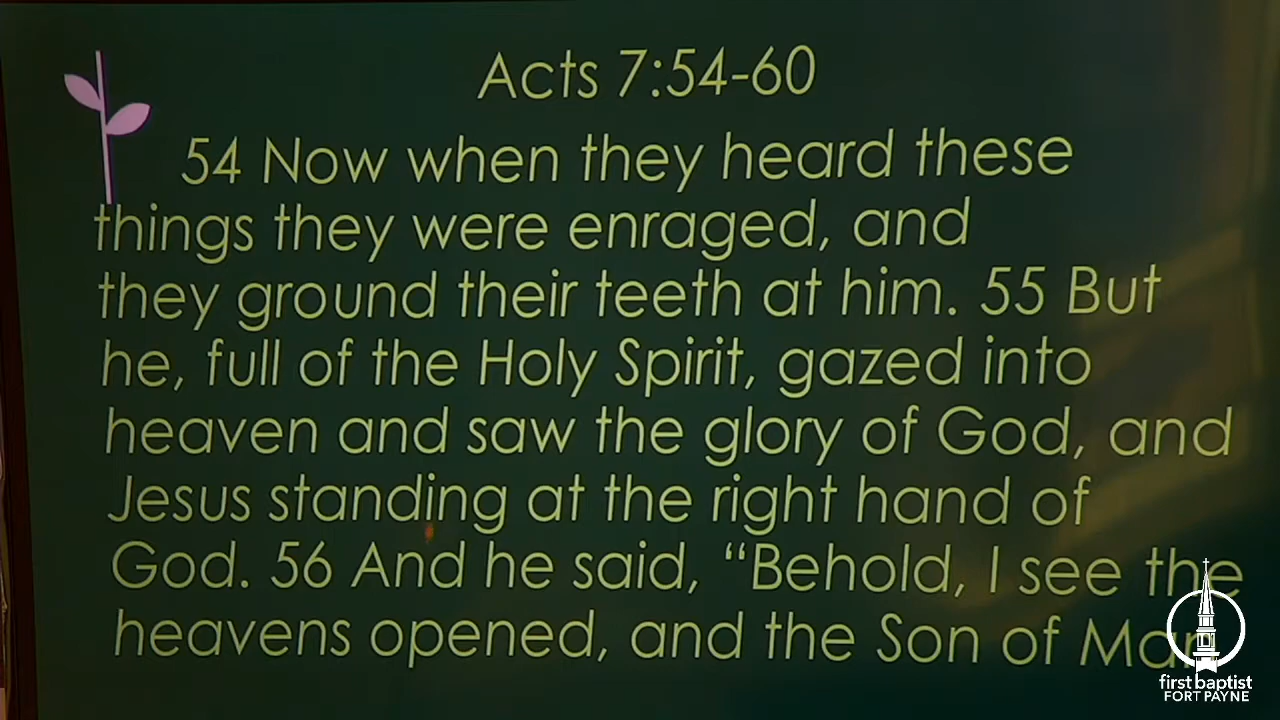 Acts 7:54-60
54 Now when they heard these
things they were enraged, and
they ground their teeth at him. 55 But
he, full of the Holy Spirit, gazed into
heaven and saw the glory of God, and
Jesus standing at the right hand of
God. 56 And he said, “Behold, I see the
heavens opened, and the Son of Man
first baptist
FORT PAYNE